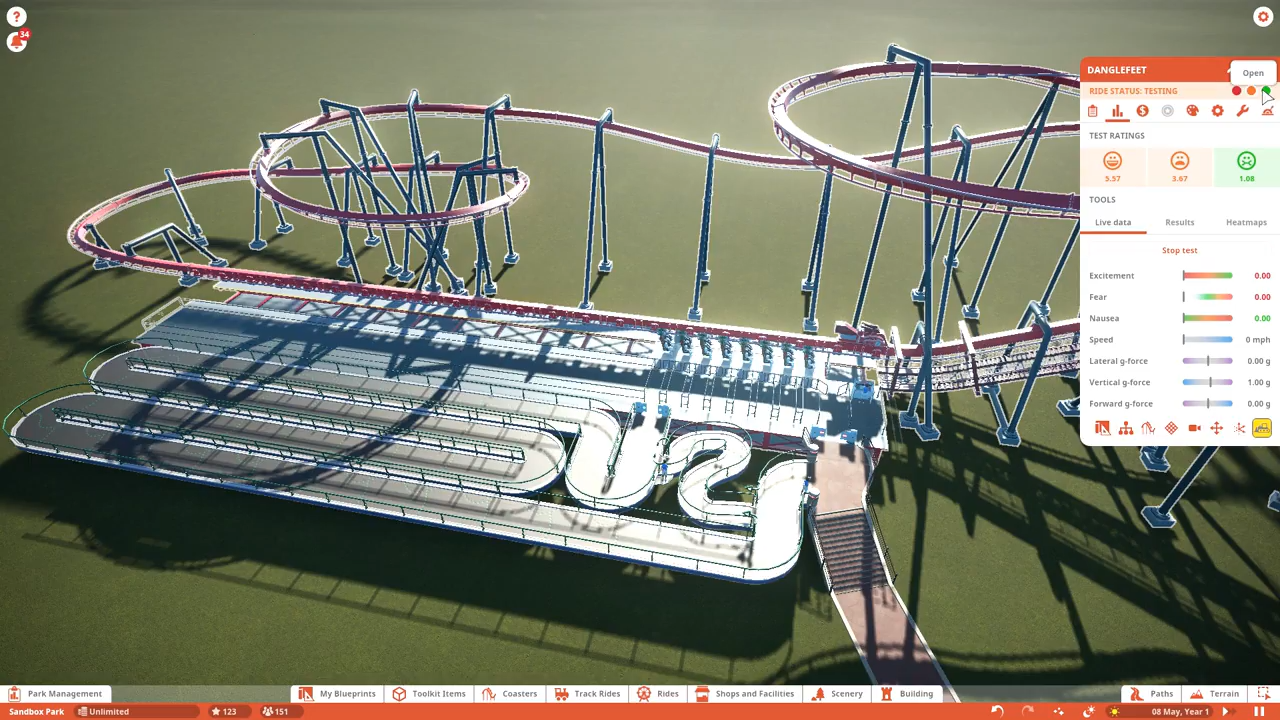 ?
34
DANGLEFEET
Open
RIDE STATUS: TESTING
TEST RATINGS
5.57 3.67 1.08
TOOLS
Live data Results Heatmaps
Stop test
Excitement 0.00
Fear 0.00
Nausea 0.00
Speed 0 mph
Lateral g-force 0.00 g
Vertical g-force 1.00 g
Forward g-force 0.00 g
Park Management My Blueprints Toolkit Items Coasters Track Rides Rides Shops and Facilities Scenery Building Paths Terrain
Sandbox Park Unlimited 123 151 08 May, Year 1